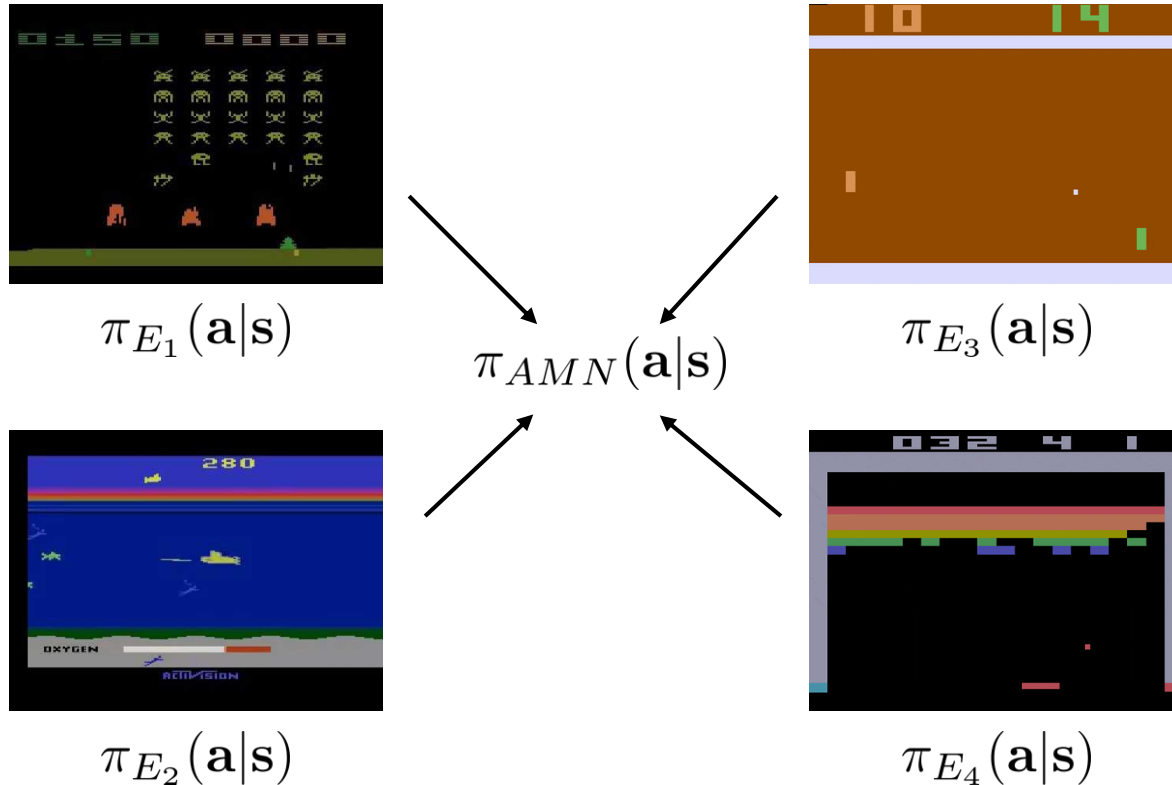 0150 0000
10 14
π_{E_1}(a|s)
π_{E_3}(a|s)
π_{AMN}(a|s)
280
OXYGEN
ACTIVISION
032 4 1
π_{E_2}(a|s)
π_{E_4}(a|s)